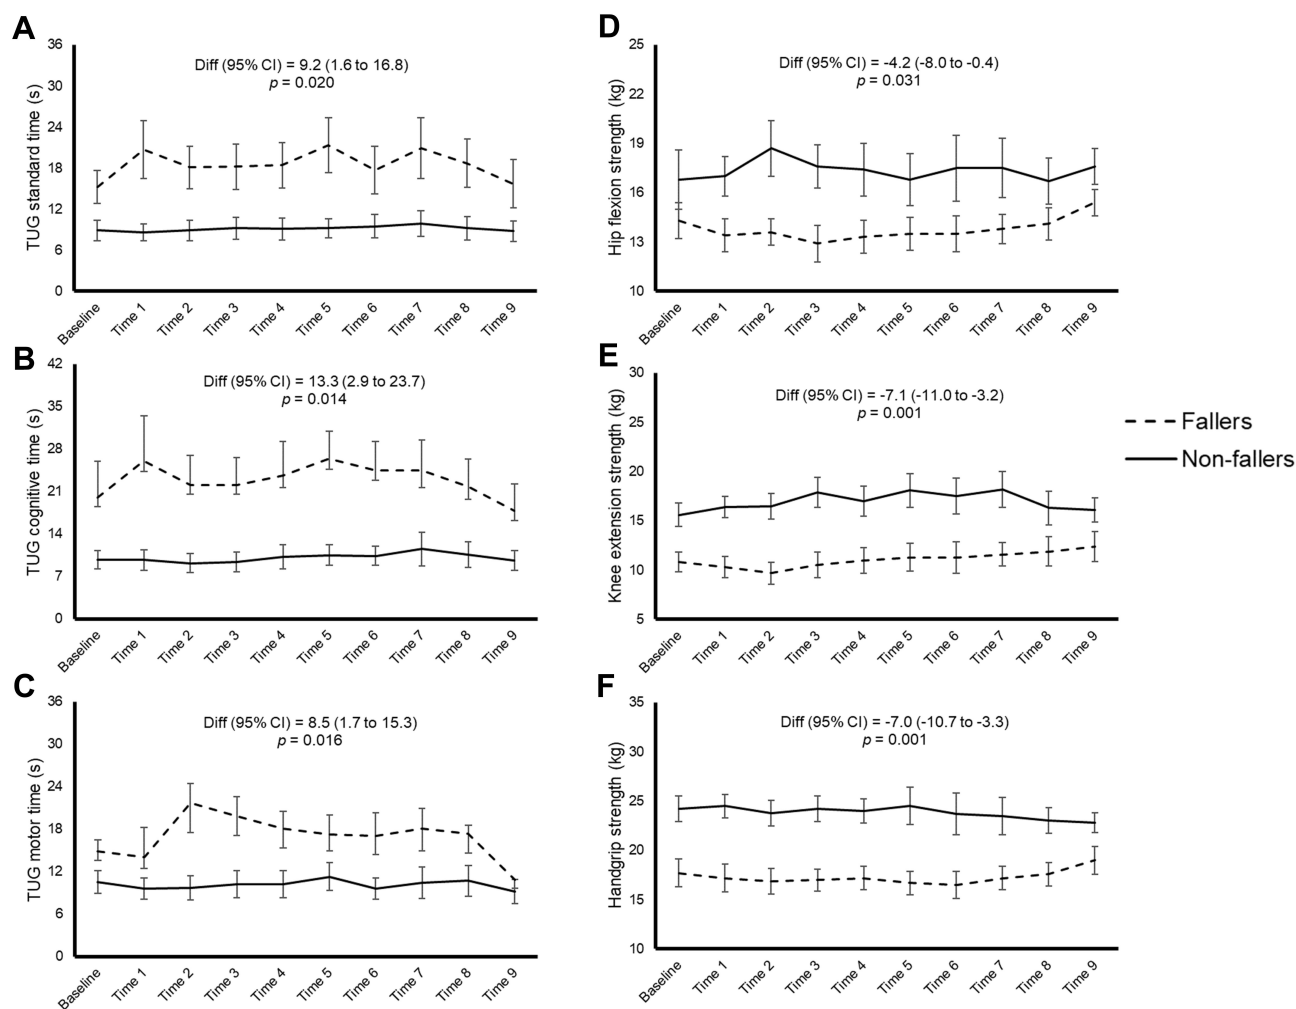 A
TUG standard time (s)
36
30
24
18
12
6
0
Diff (95% CI) = 9.2 (1.6 to 16.8)
p = 0.020
Baseline
Time 1
Time 2
Time 3
Time 4
Time 5
Time 6
Time 7
Time 8
Time 9
B
TUG cognitive time (s)
42
35
28
21
14
7
0
Diff (95% CI) = 13.3 (2.9 to 23.7)
p = 0.014
Baseline
Time 1
Time 2
Time 3
Time 4
Time 5
Time 6
Time 7
Time 8
Time 9
C
TUG motor time (s)
36
30
24
18
12
6
0
Diff (95% CI) = 8.5 (1.7 to 15.3)
p = 0.016
Baseline
Time 1
Time 2
Time 3
Time 4
Time 5
Time 6
Time 7
Time 8
Time 9
D
Hip flexion strength (kg)
25
22
19
16
13
10
Diff (95% CI) = -4.2 (-8.0 to -0.4)
p = 0.031
Baseline
Time 1
Time 2
Time 3
Time 4
Time 5
Time 6
Time 7
Time 8
Time 9
E
Knee extension strength (kg)
30
25
20
15
10
5
Diff (95% CI) = -7.1 (-11.0 to -3.2)
p = 0.001
Baseline
Time 1
Time 2
Time 3
Time 4
Time 5
Time 6
Time 7
Time 8
Time 9
F
Handgrip strength (kg)
35
30
25
20
15
10
Diff (95% CI) = -7.0 (-10.7 to -3.3)
p = 0.001
Baseline
Time 1
Time 2
Time 3
Time 4
Time 5
Time 6
Time 7
Time 8
Time 9
Fallers
Non-fallers